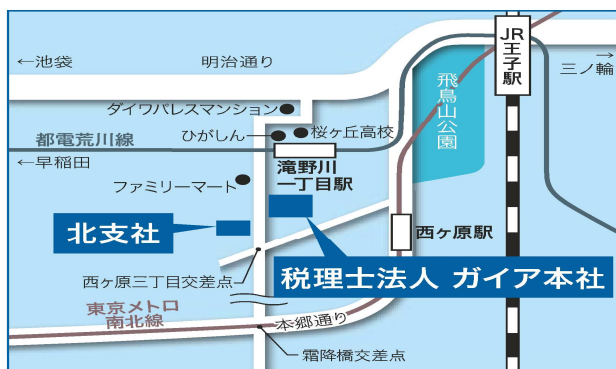 JR
王子駅
←池袋
明治通り
→
三ノ輪
飛鳥山公園
ダイワパレスマンション
ひがしん
桜ヶ丘高校
都電荒川線
←早稲田
滝野川
一丁目駅
ファミリーマート
北支社
西ヶ原駅
西ヶ原三丁目交差点
税理士法人 ガイア本社
東京メトロ
南北線
本郷通り
霜降橋交差点